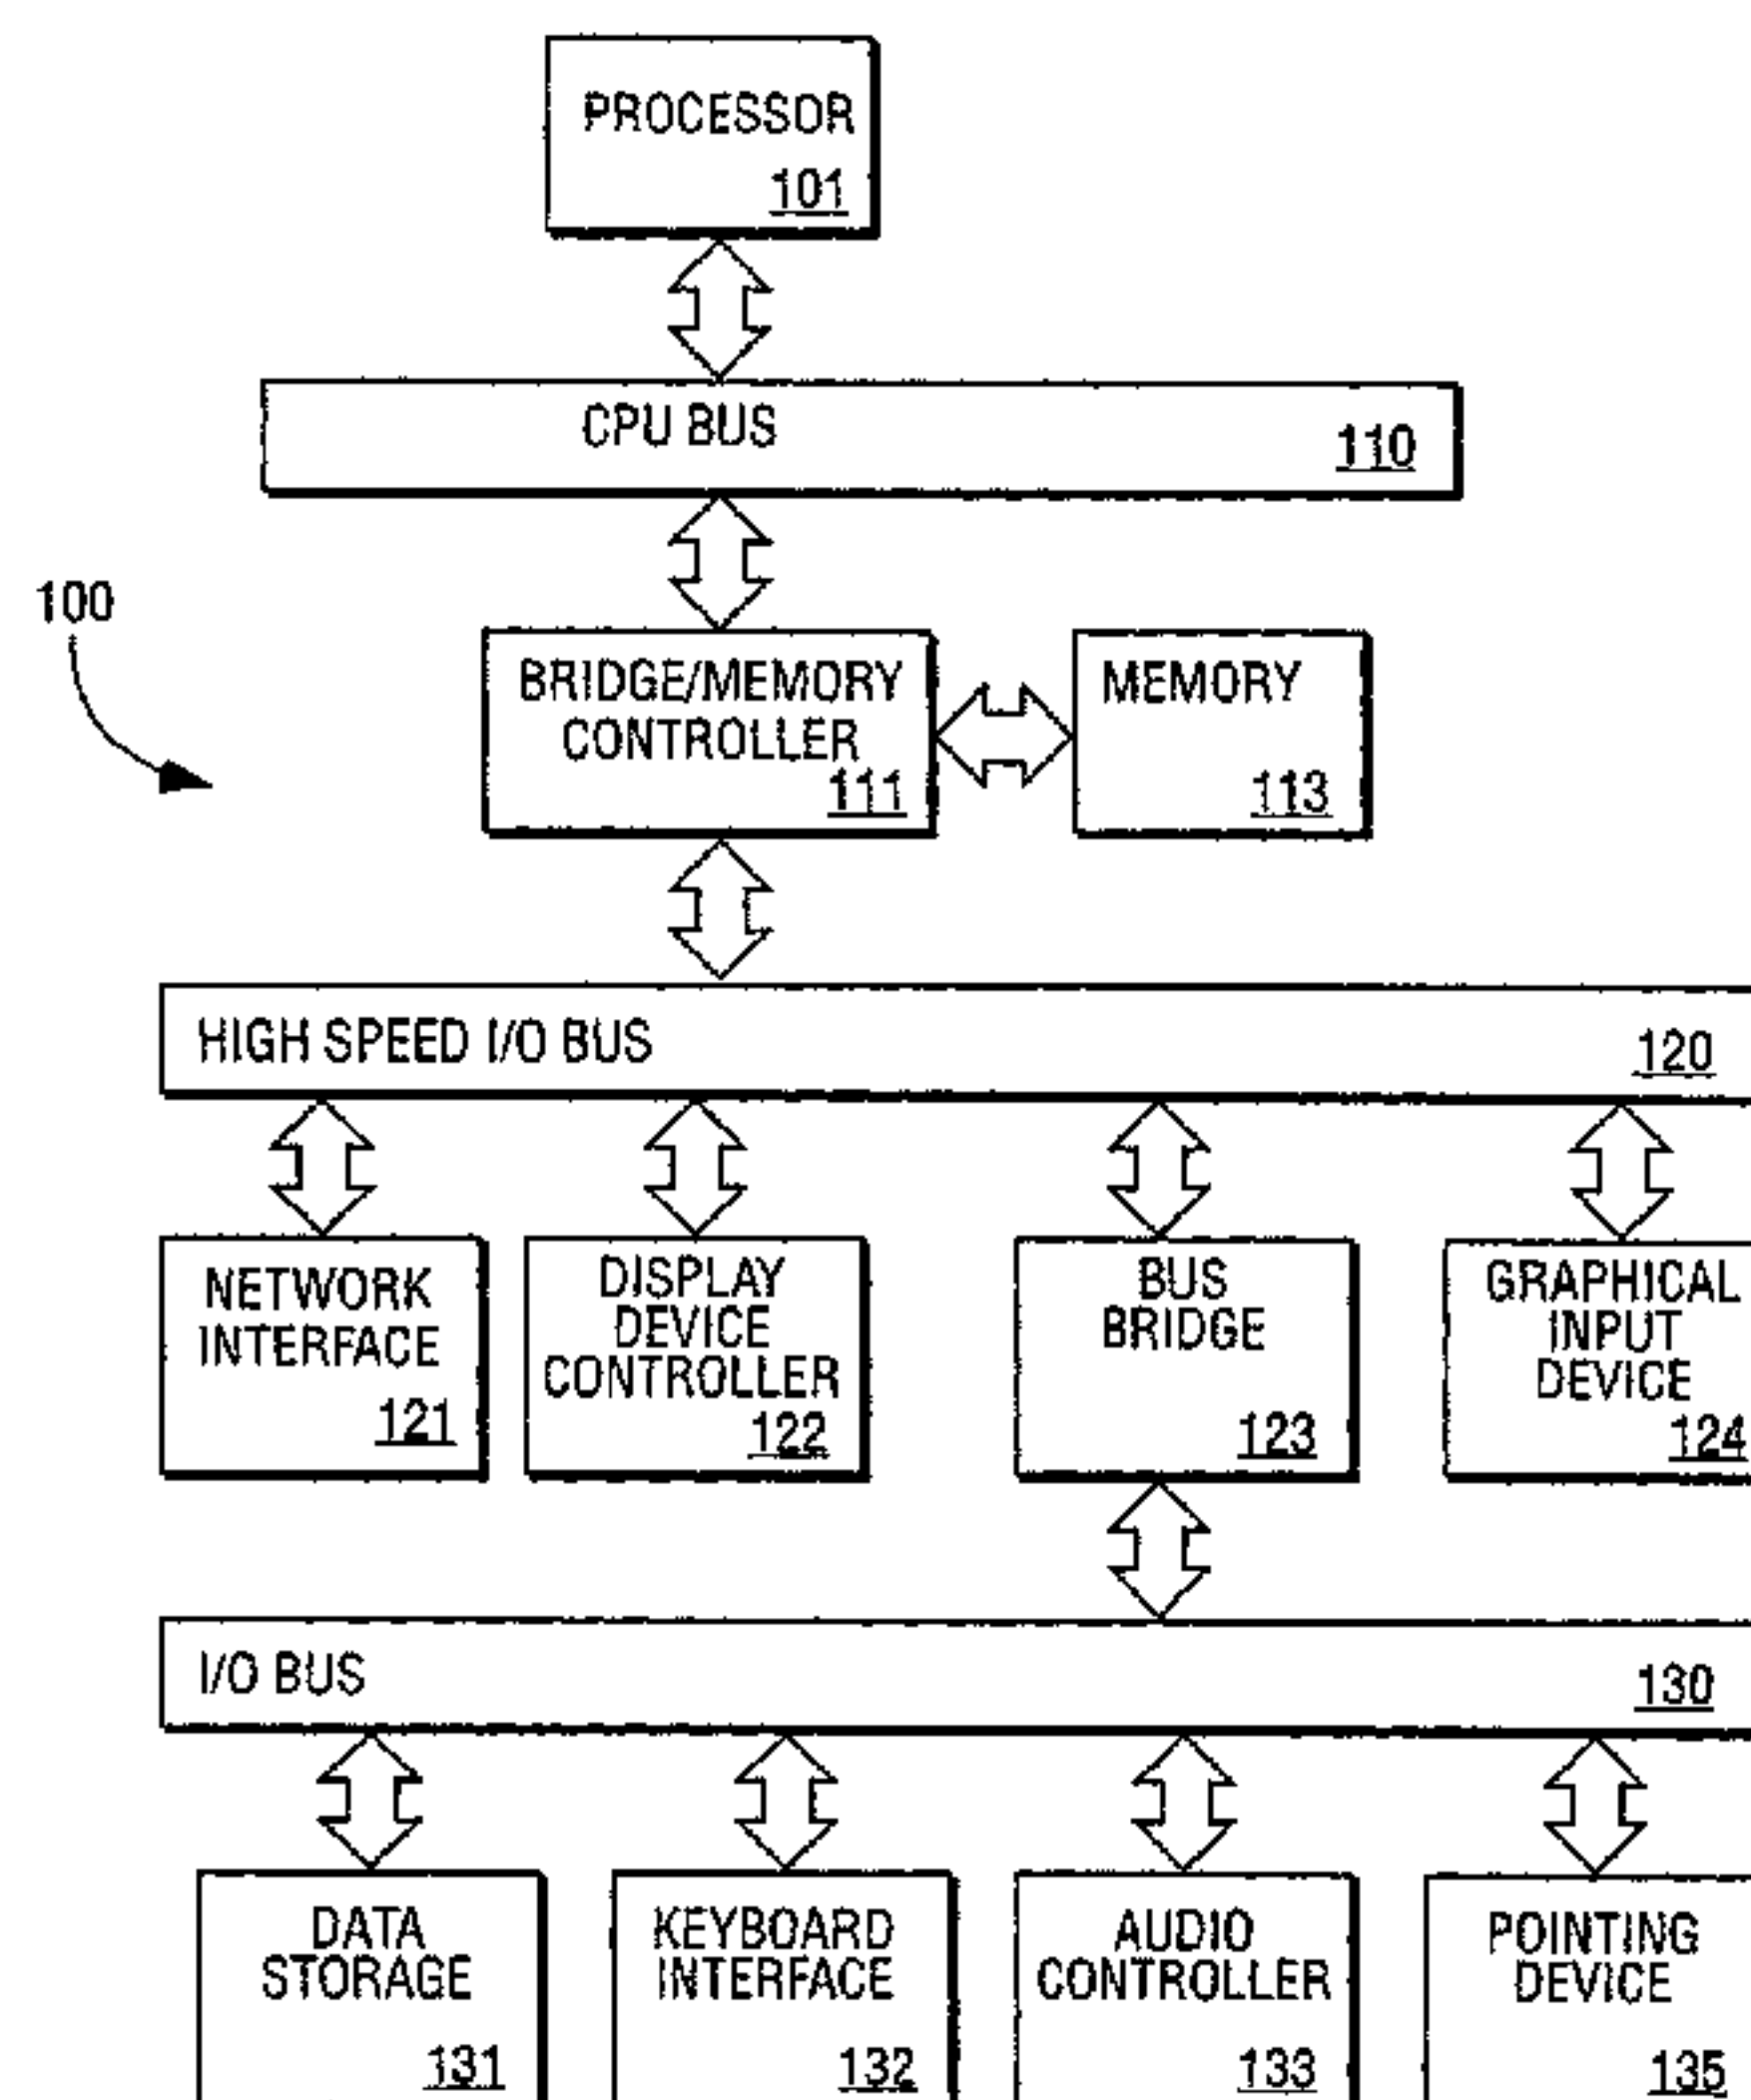 PROCESSOR
101
CPU BUS
110
100
BRIDGE/MEMORY
CONTROLLER
111
MEMORY
113
HIGH SPEED I/O BUS
120
NETWORK
INTERFACE
121
DISPLAY
DEVICE
CONTROLLER
122
BUS
BRIDGE
123
GRAPHICAL
INPUT
DEVICE
124
I/O BUS
130
DATA
STORAGE
131
KEYBOARD
INTERFACE
132
AUDIO
CONTROLLER
133
POINTING
DEVICE
135